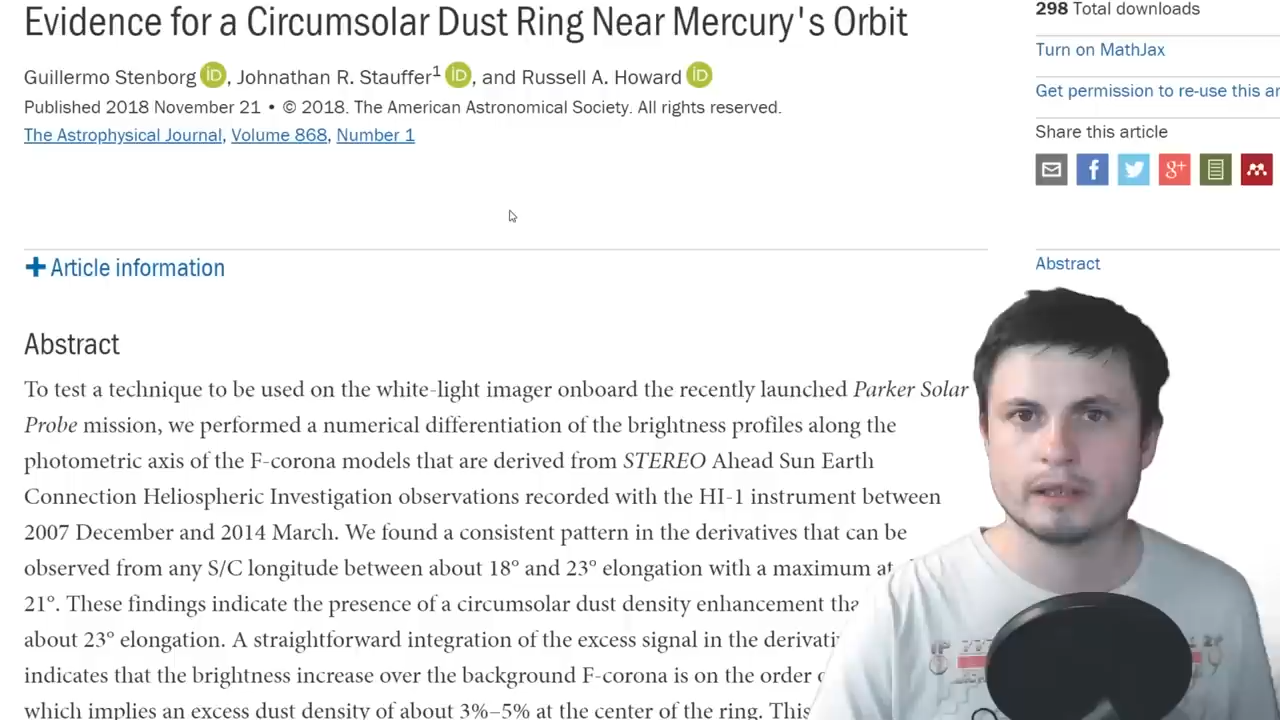 Evidence for a Circumsolar Dust Ring Near Mercury's Orbit
Guillermo Stenborg iD, Johnathan R. Stauffer1 iD, and Russell A. Howard iD
Published 2018 November 21 • © 2018. The American Astronomical Society. All rights reserved.
The Astrophysical Journal, Volume 868, Number 1
+ Article information
Abstract
To test a technique to be used on the white-light imager onboard the recently launched Parker Solar
Probe mission, we performed a numerical differentiation of the brightness profiles along the
photometric axis of the F-corona models that are derived from STEREO Ahead Sun Earth
Connection Heliospheric Investigation observations recorded with the HI-1 instrument between
2007 December and 2014 March. We found a consistent pattern in the derivatives that can be
observed from any S/C longitude between about 18° and 23° elongation with a maximum at
21°. These findings indicate the presence of a circumsolar dust density enhancement
about 23° elongation. A straightforward integration of the excess signal in the
indicates that the brightness increase over the background F-corona is on the order
which implies an excess dust density of about 3%–5% at the center of the ring. This
298 Total downloads
Turn on MathJax
Get permission to re-use this
Share this article
f
g+
Abstract